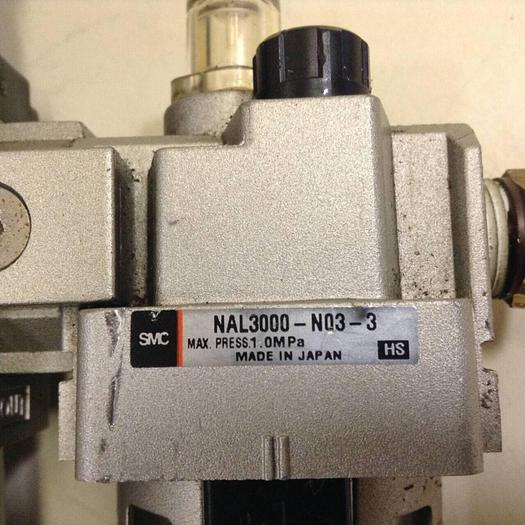 SMC
NAL3000-N03-3
MAX. PRESS.1.0MPa
MADE IN JAPAN
HS